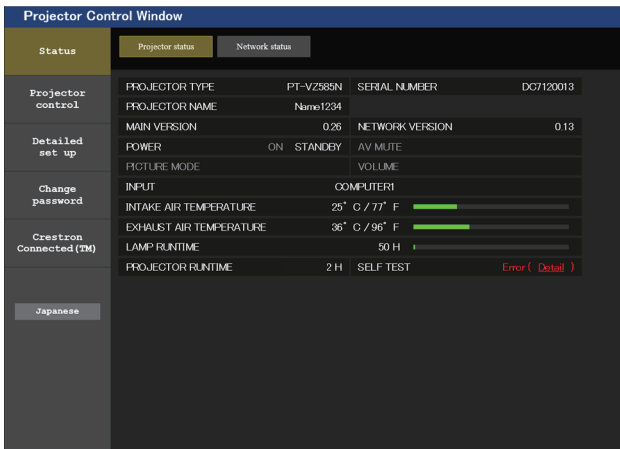 Projector Control Window
Status
Projector
control
Detailed
set up
Change
password
Crestron
Connected(TM)
Japanese
Projector status
Network status
PROJECTOR TYPE PT-VZ585N SERIAL NUMBER DC7120013
PROJECTOR NAME Name1234
MAIN VERSION 0.26 NETWORK VERSION 0.13
POWER ON STANDBY AV MUTE
PICTURE MODE VOLUME
INPUT COMPUTER1
INTAKE AIR TEMPERATURE 25° C / 77° F
EXHAUST AIR TEMPERATURE 36° C / 96° F
LAMP RUNTIME 50 H
PROJECTOR RUNTIME 2 H SELF TEST Error ( Detail )